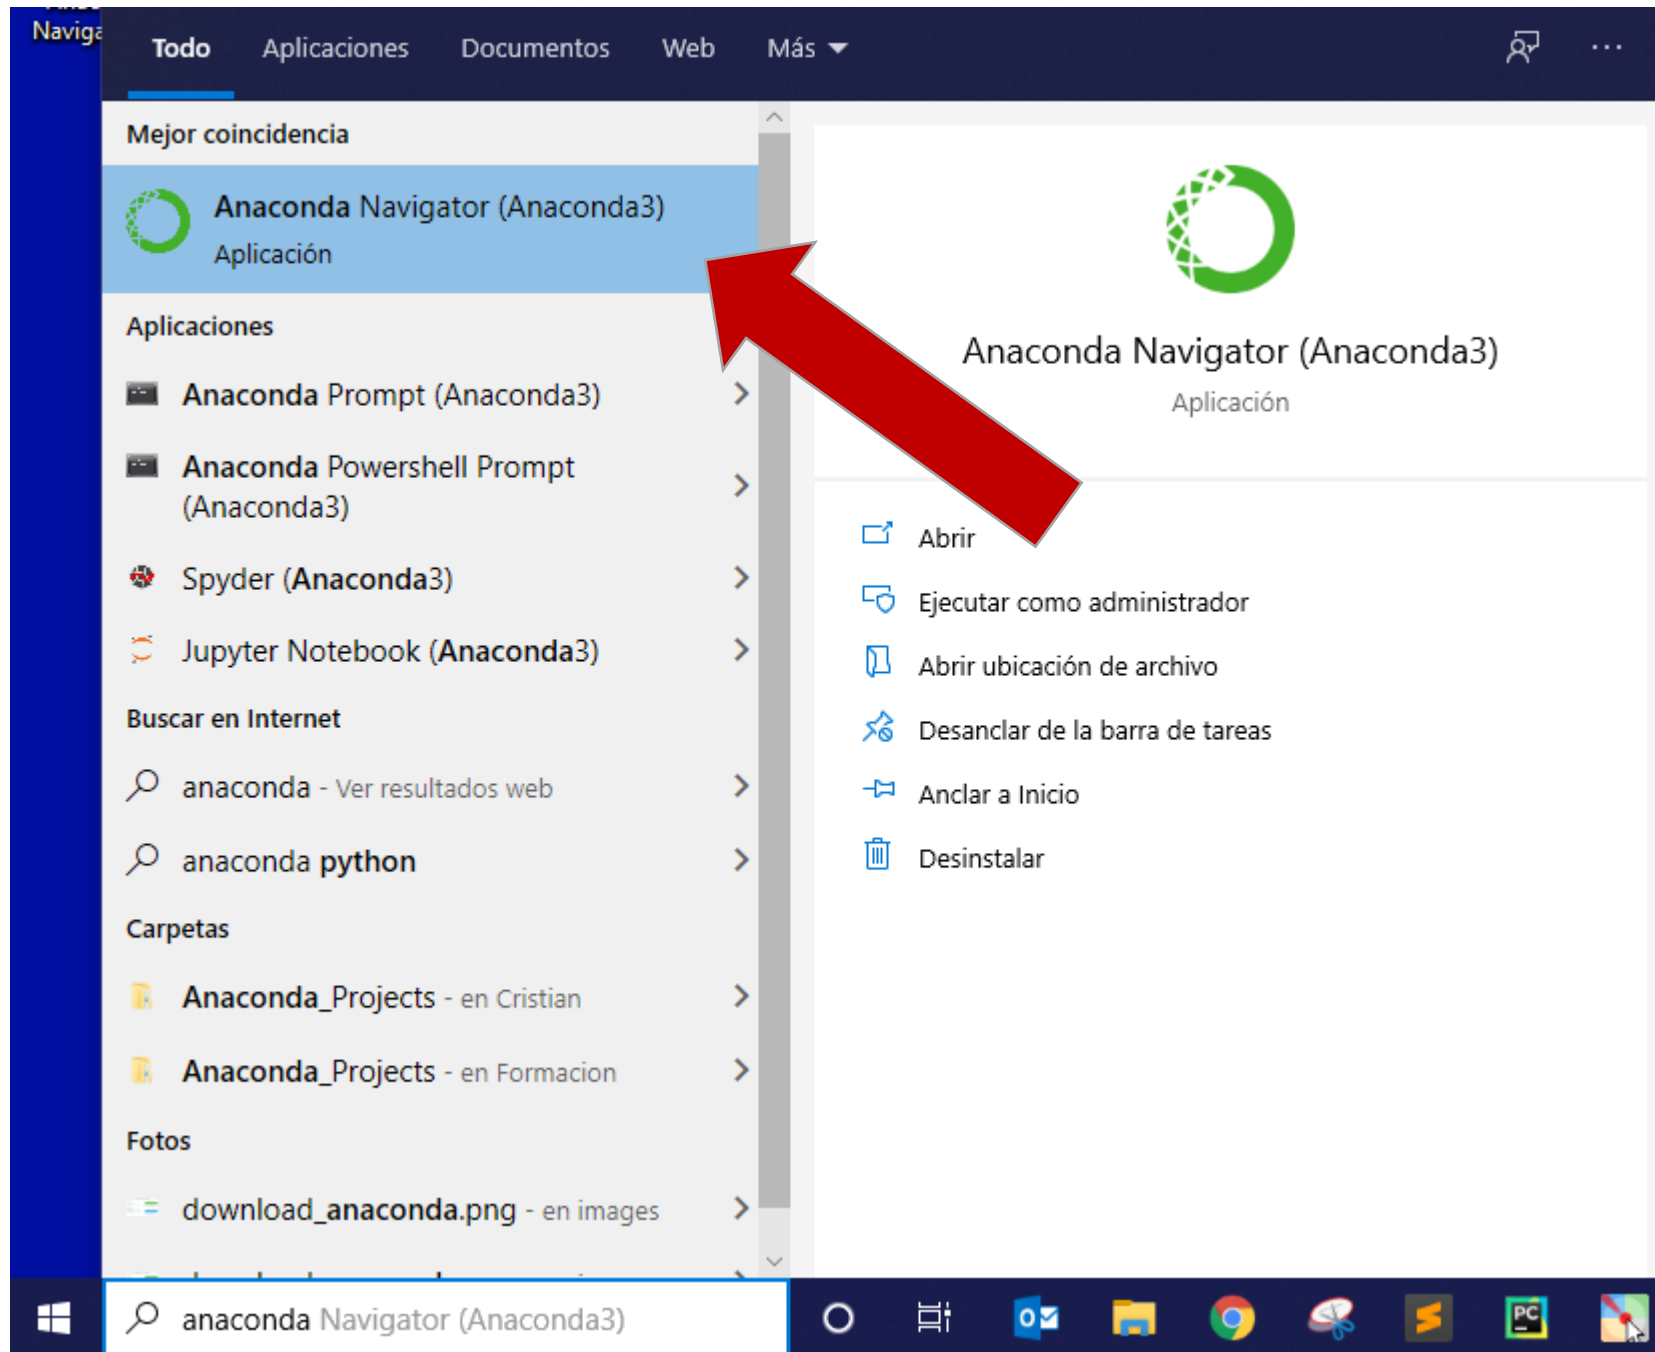 Naviga
Todo Aplicaciones Documentos Web Más
Mejor coincidencia
Anaconda Navigator (Anaconda3)
Aplicación
Aplicaciones
Anaconda Prompt (Anaconda3)
Anaconda Powershell Prompt
(Anaconda3)
Spyder (Anaconda3)
Jupyter Notebook (Anaconda3)
Buscar en Internet
anaconda - Ver resultados web
anaconda python
Carpetas
Anaconda_Projects - en Cristian
Anaconda_Projects - en Formacion
Fotos
download_anaconda.png - en images
anaconda Navigator (Anaconda3)
Anaconda Navigator (Anaconda3)
Aplicación
Abrir
Ejecutar como administrador
Abrir ubicación de archivo
Desanclar de la barra de tareas
Anclar a Inicio
Desinstalar
PC